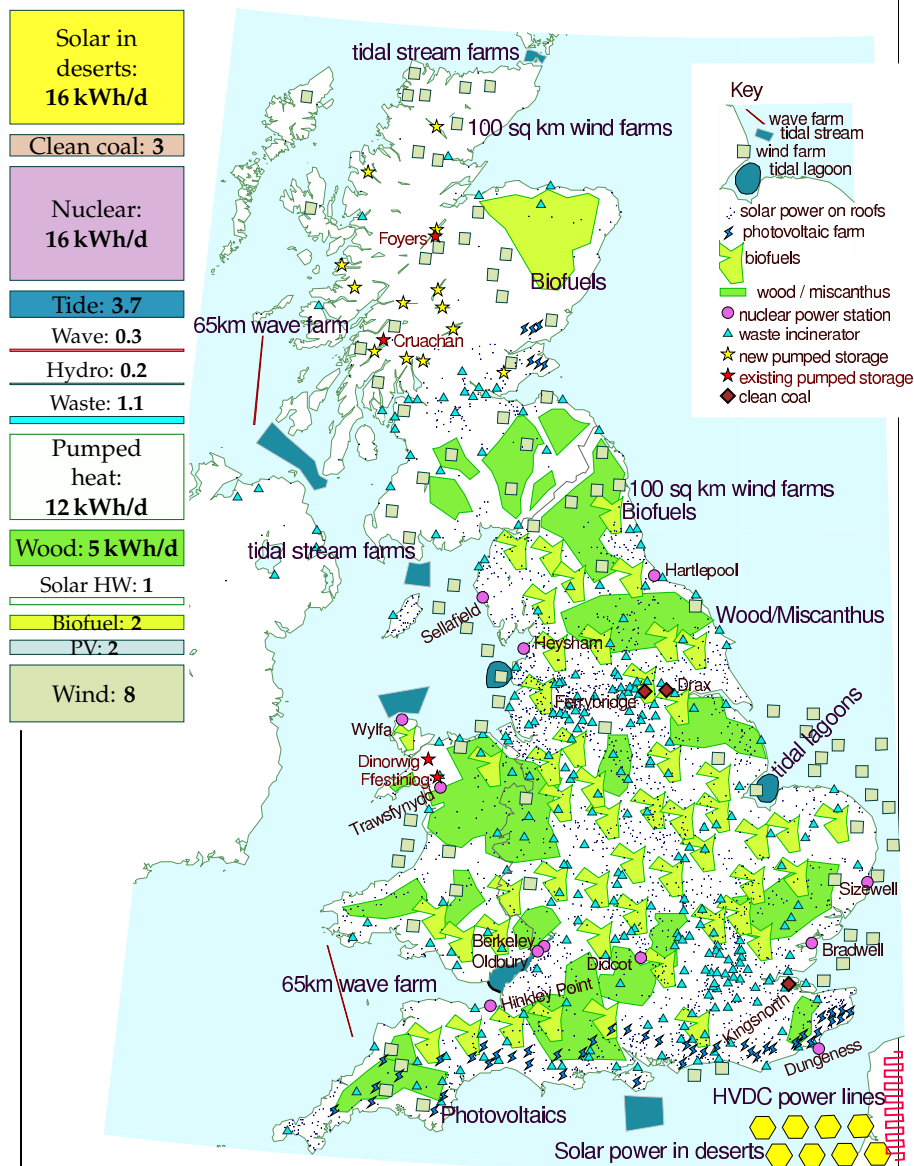 Solar in
deserts:
16 kWh/d
Clean coal: 3
Nuclear:
16 kWh/d
Tide: 3.7
Wave: 0.3
Hydro: 0.2
Waste: 1.1
Pumped
heat:
12 kWh/d
Wood: 5 kWh/d
Solar HW: 1
Biofuel: 2
PV: 2
Wind: 8
tidal stream farms
100 sq km wind farms
Foyers
Biofuels
65km wave farm
Cruachan
100 sq km wind farms
Biofuels
tidal stream farms
Hartlepool
Sellafield
Wood/Miscanthus
Heysham
Ferrybridge
Drax
Wylfa
tidal lagoons
Dinorwig
Ffestiniog
Trawsfynydd
Sizewell
Berkeley
Oldbury
Didcot
Bradwell
65km wave farm
Hinkley Point
Kingsnorth
Dungeness
Photovoltaics
HVDC power lines
Solar power in deserts
Key
wave farm
tidal stream
wind farm
tidal lagoon
solar power on roofs
photovoltaic farm
biofuels
wood / miscanthus
nuclear power station
waste incinerator
new pumped storage
existing pumped storage
clean coal